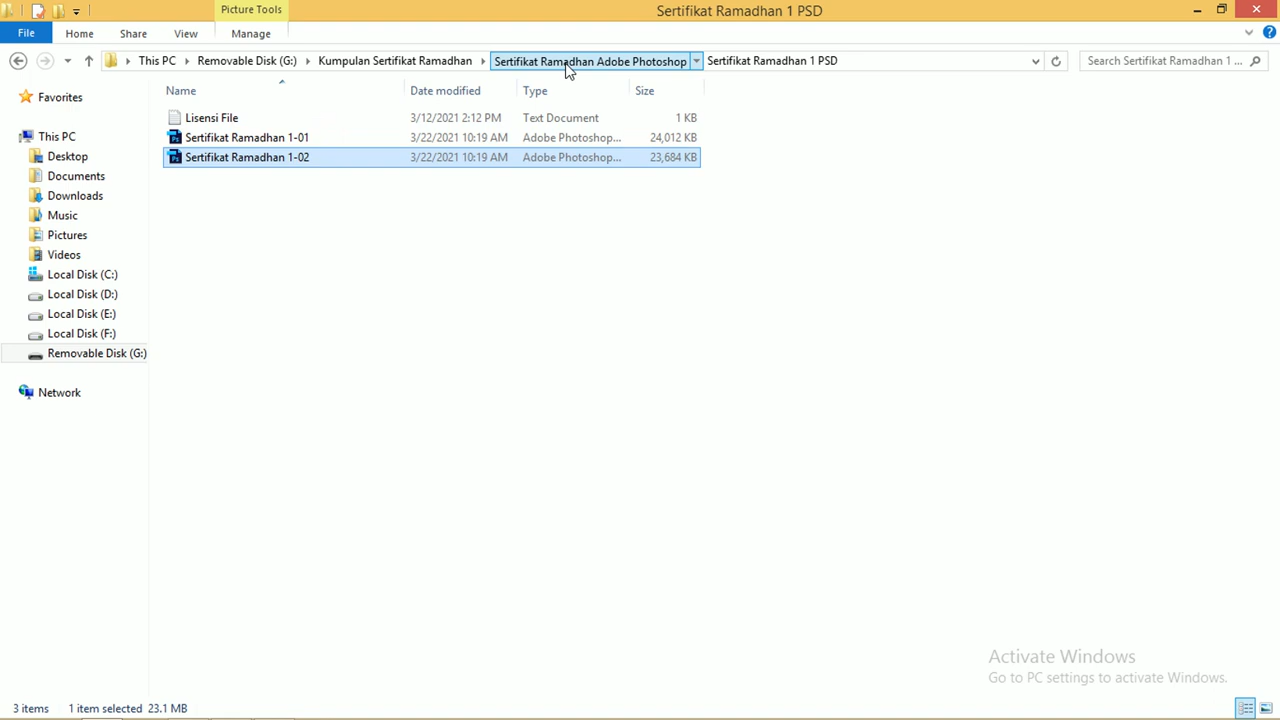 Picture Tools
Sertifikat Ramadhan 1 PSD
File Home Share View Manage
This PC Removable Disk (G:) Kumpulan Sertifikat Ramadhan Sertifikat Ramadhan Adobe Photoshop Sertifikat Ramadhan 1 PSD
Search Sertifikat Ramadhan 1 ...
Name Date modified Type Size
Favorites
Lisensi File 3/12/2021 2:12 PM Text Document 1 KB
Sertifikat Ramadhan 1-01 3/22/2021 10:19 AM Adobe Photoshop... 24,012 KB
Sertifikat Ramadhan 1-02 3/22/2021 10:19 AM Adobe Photoshop... 23,684 KB
This PC
Desktop
Documents
Downloads
Music
Pictures
Videos
Local Disk (C:)
Local Disk (D:)
Local Disk (E:)
Local Disk (F:)
Removable Disk (G:)
Network
Activate Windows
Go to PC settings to activate Windows.
3 items 1 item selected 23.1 MB